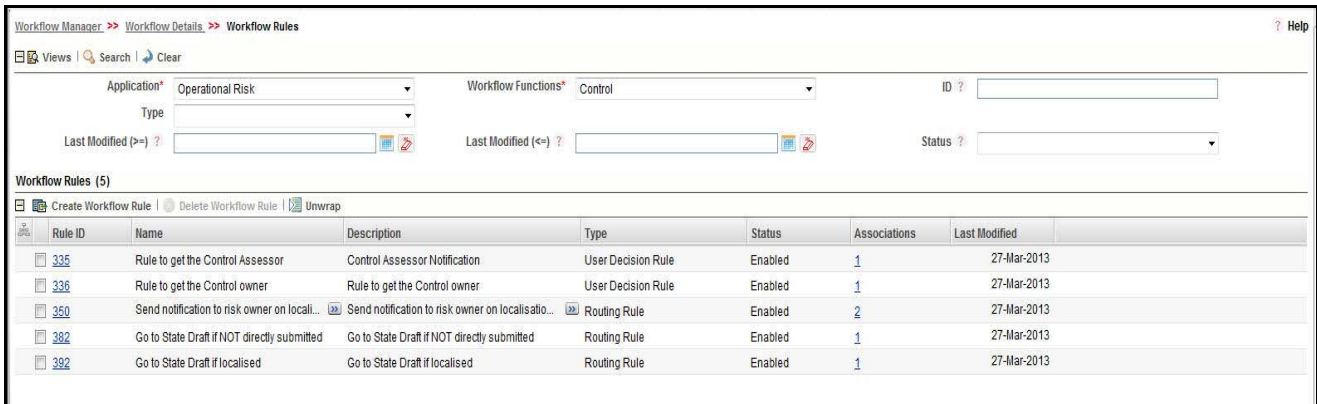 Workflow Manager >> Workflow Details >> Workflow Rules ? Help
Views | Search | Clear
Application* Operational Risk Workflow Functions* Control ID ?
Type
Last Modified (>=) ? Last Modified (<=) ? Status ?
Workflow Rules (5)
Create Workflow Rule | Delete Workflow Rule | Unwrap
Rule ID Name Description Type Status Associations Last Modified
335 Rule to get the Control Assessor Control Assessor Notification User Decision Rule Enabled 1 27-Mar-2013
336 Rule to get the Control owner Rule to get the Control owner User Decision Rule Enabled 1 27-Mar-2013
350 Send notification to risk owner on locali... >> Send notification to risk owner on localisatio... >> Routing Rule Enabled 2 27-Mar-2013
382 Go to State Draft if NOT directly submitted Go to State Draft if NOT directly submitted Routing Rule Enabled 1 27-Mar-2013
392 Go to State Draft if localised Go to State Draft if localised Routing Rule Enabled 1 27-Mar-2013